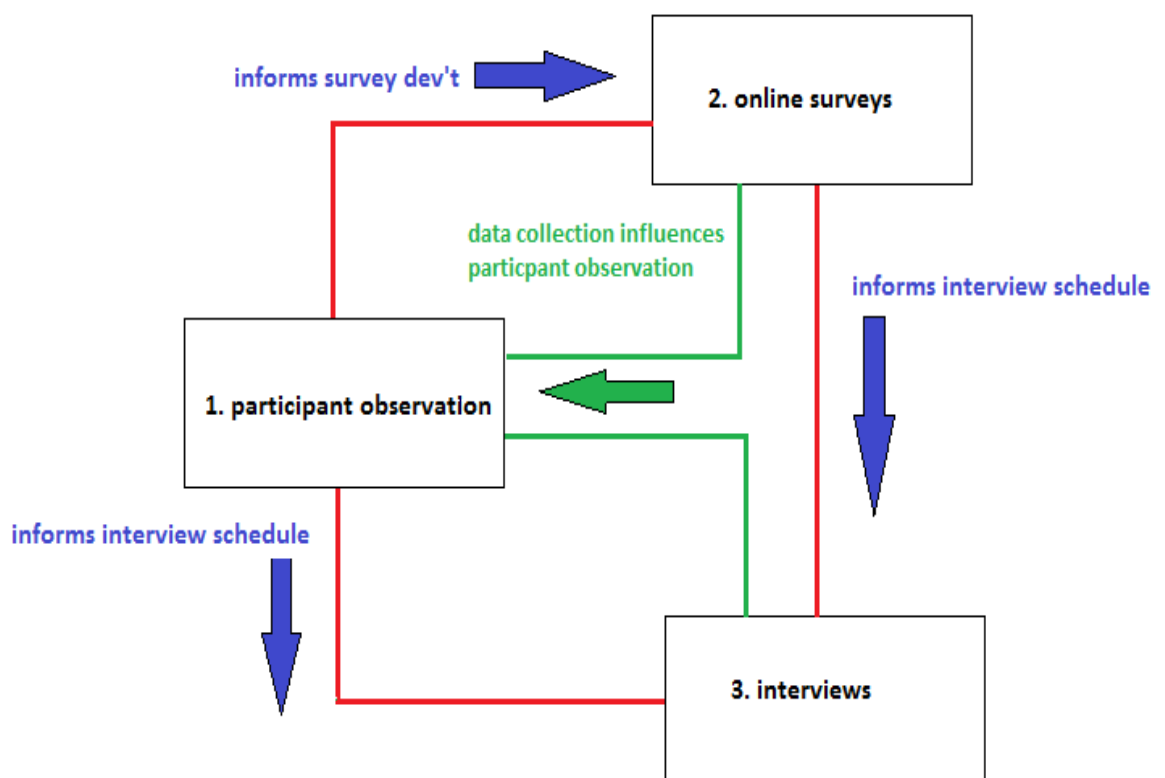 informs survey dev't
2. online surveys
data collection influences
particpant observation
informs interview schedule
1. participant observation
informs interview schedule
3. interviews